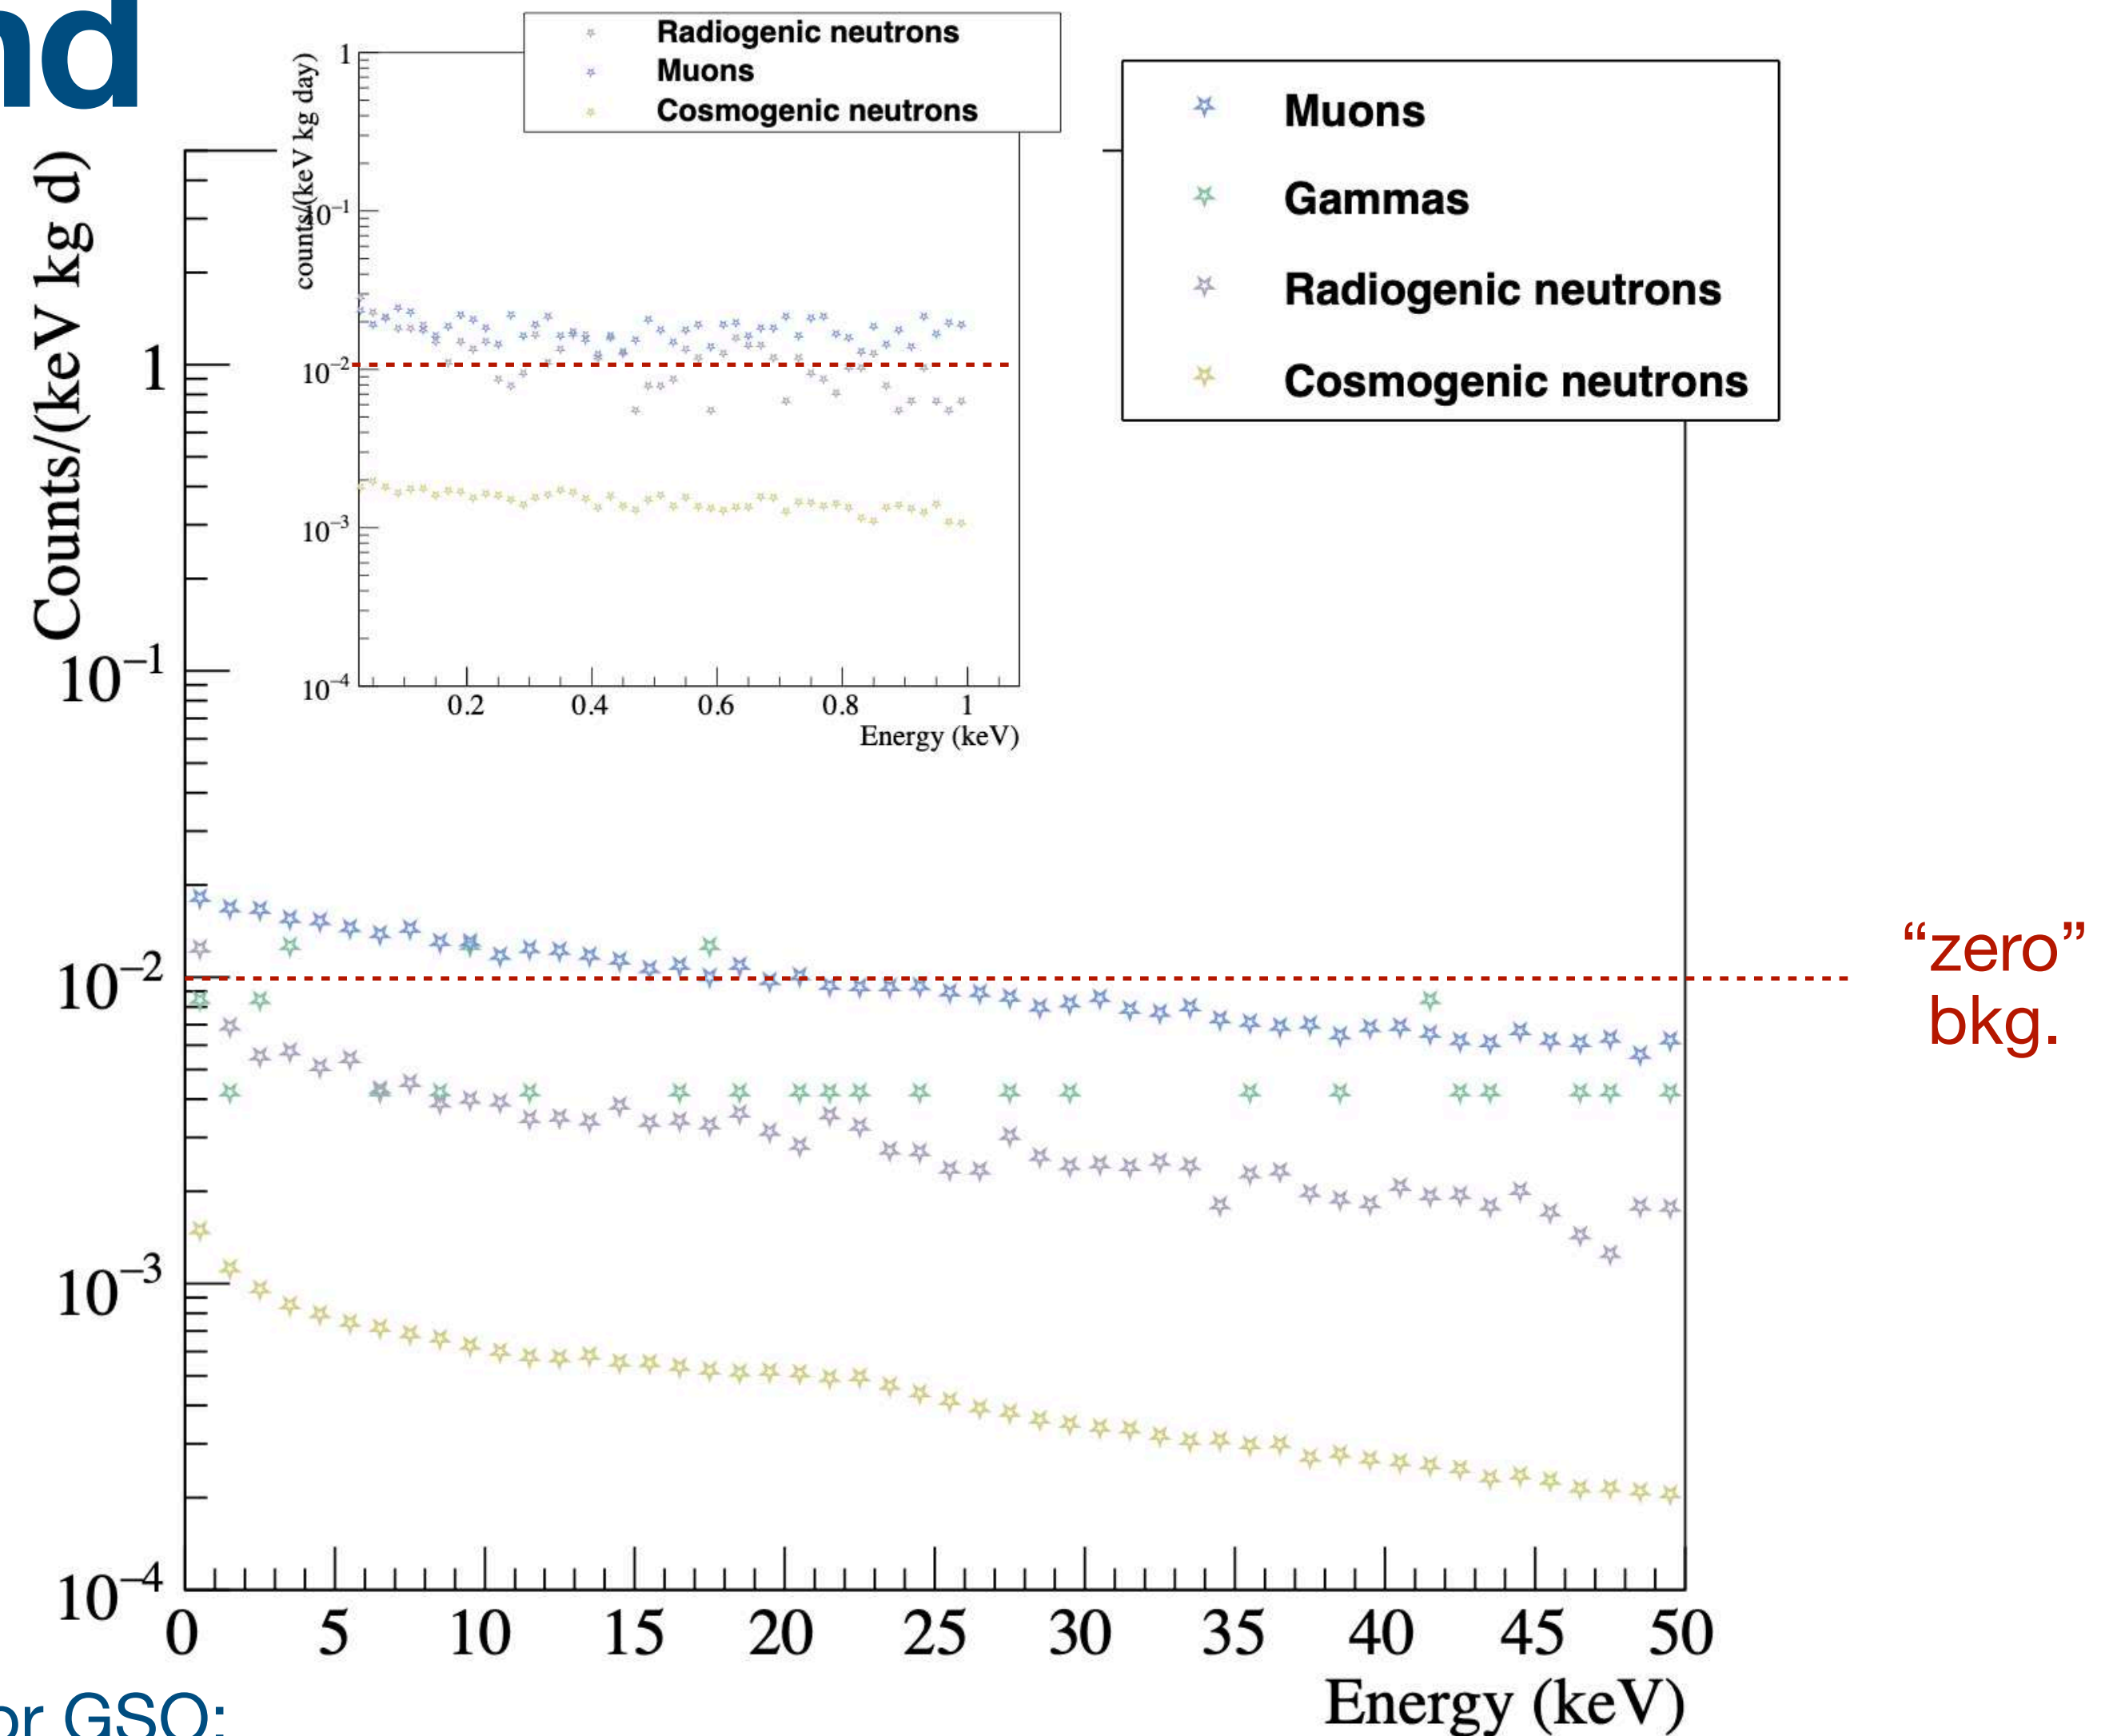 nd
Radiogenic neutrons
Muons
Cosmogenic neutrons
counts/(keV kg day)
1
10⁻¹
10⁻²
10⁻³
10⁻⁴
0.2 0.4 0.6 0.8 1
Energy (keV)
Muons
Gammas
Radiogenic neutrons
Cosmogenic neutrons
Counts/(keV kg d)
1
10⁻¹
10⁻²
10⁻³
10⁻⁴
0 5 10 15 20 25 30 35 40 45 50
Energy (keV)
“zero”
bkg.
or GSO: